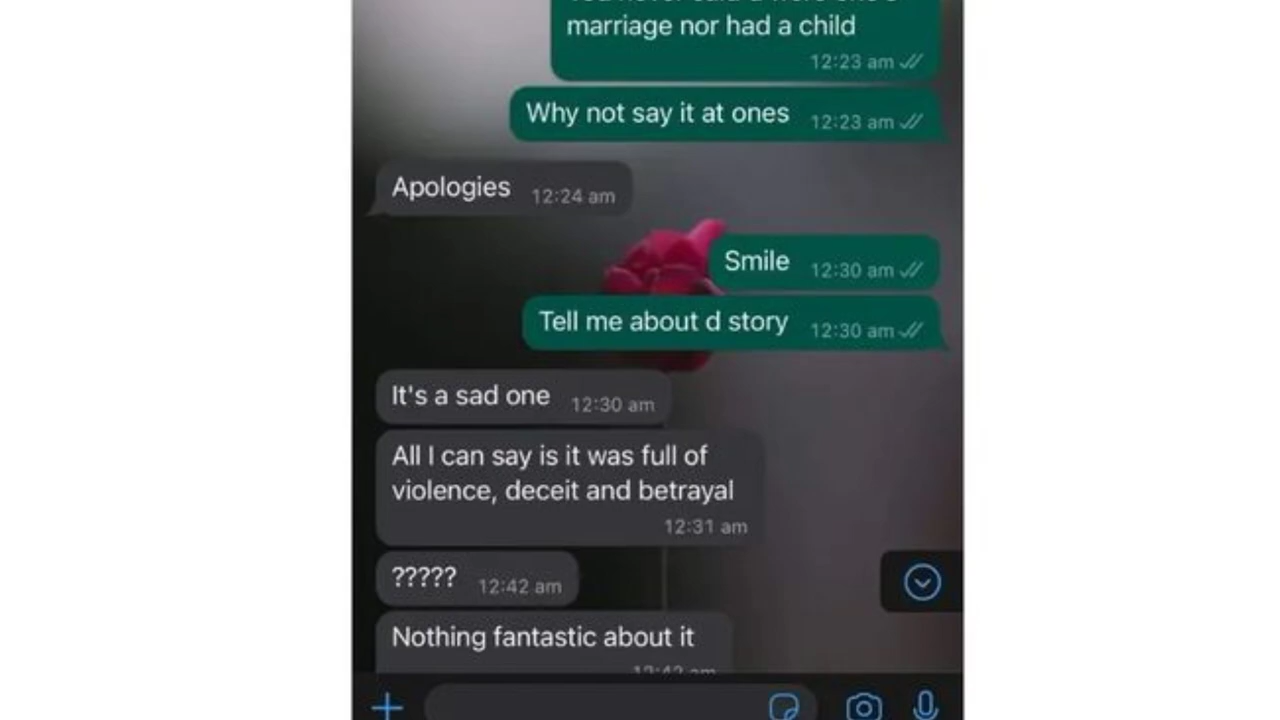 marriage nor had a child
12:23 am
Why not say it at ones 12:23 am
Apologies 12:24 am
Smile 12:30 am
Tell me about d story 12:30 am
It's a sad one 12:30 am
All I can say is it was full of
violence, deceit and betrayal
12:31 am
????? 12:42 am
Nothing fantastic about it
12:42 am